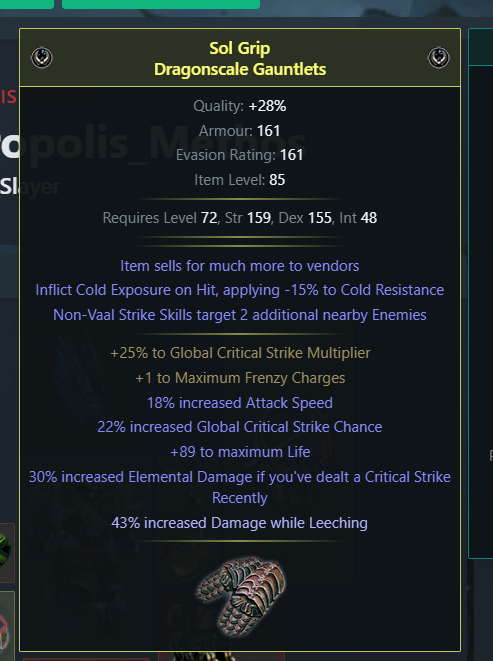 Sol Grip
Dragonscale Gauntlets
Quality: +28%
IS
Armour: 161
opolis_Me
Evasion Rating: 161
Slayer
Item Level: 85
Requires Level 72, Str 159, Dex 155, Int 48
Item sells for much more to vendors
Inflict Cold Exposure on Hit, applying -15% to Cold Resistance
Non-Vaal Strike Skills target 2 additional nearby Enemies
+25% to Global Critical Strike Multiplier
+1 to Maximum Frenzy Charges
18% increased Attack Speed
22% increased Global Critical Strike Chance
+89 to maximum Life
30% increased Elemental Damage if you've dealt a Critical Strike
Recently
43% increased Damage while Leeching